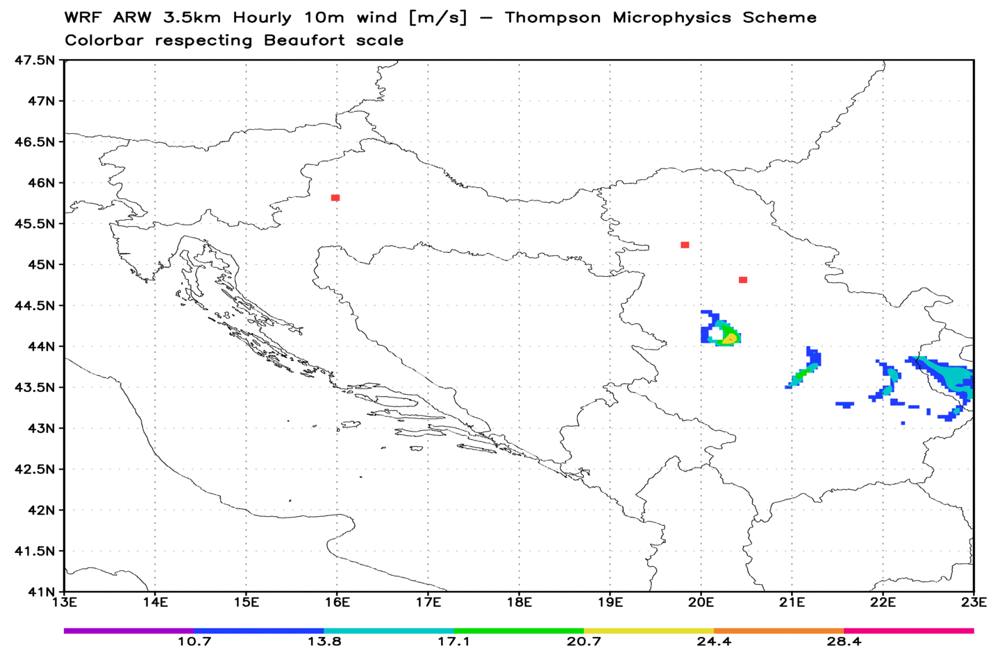 WRF ARW 3.5km Hourly 10m wind [m/s] – Thompson Microphysics Scheme
Colorbar respecting Beaufort scale
47.5N
47N
46.5N
46N
45.5N
45N
44.5N
44N
43.5N
43N
42.5N
42N
41.5N
41N
13E 14E 15E 16E 17E 18E 19E 20E 21E 22E 23E
10.7 13.8 17.1 20.7 24.4 28.4